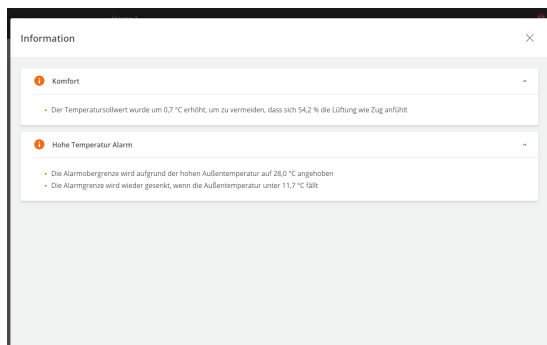 Information
Komfort
Der Temperatursollwert wurde um 0,7 °C erhöht, um zu vermeiden, dass sich 54,2 % die Lüftung wie Zug anfühlt
Hohe Temperatur Alarm
Die Alarmobergrenze wird aufgrund der hohen Außentemperatur auf 28,0 °C angehoben
Die Alarmgrenze wird wieder gesenkt, wenn die Außentemperatur unter 11,7 °C fällt